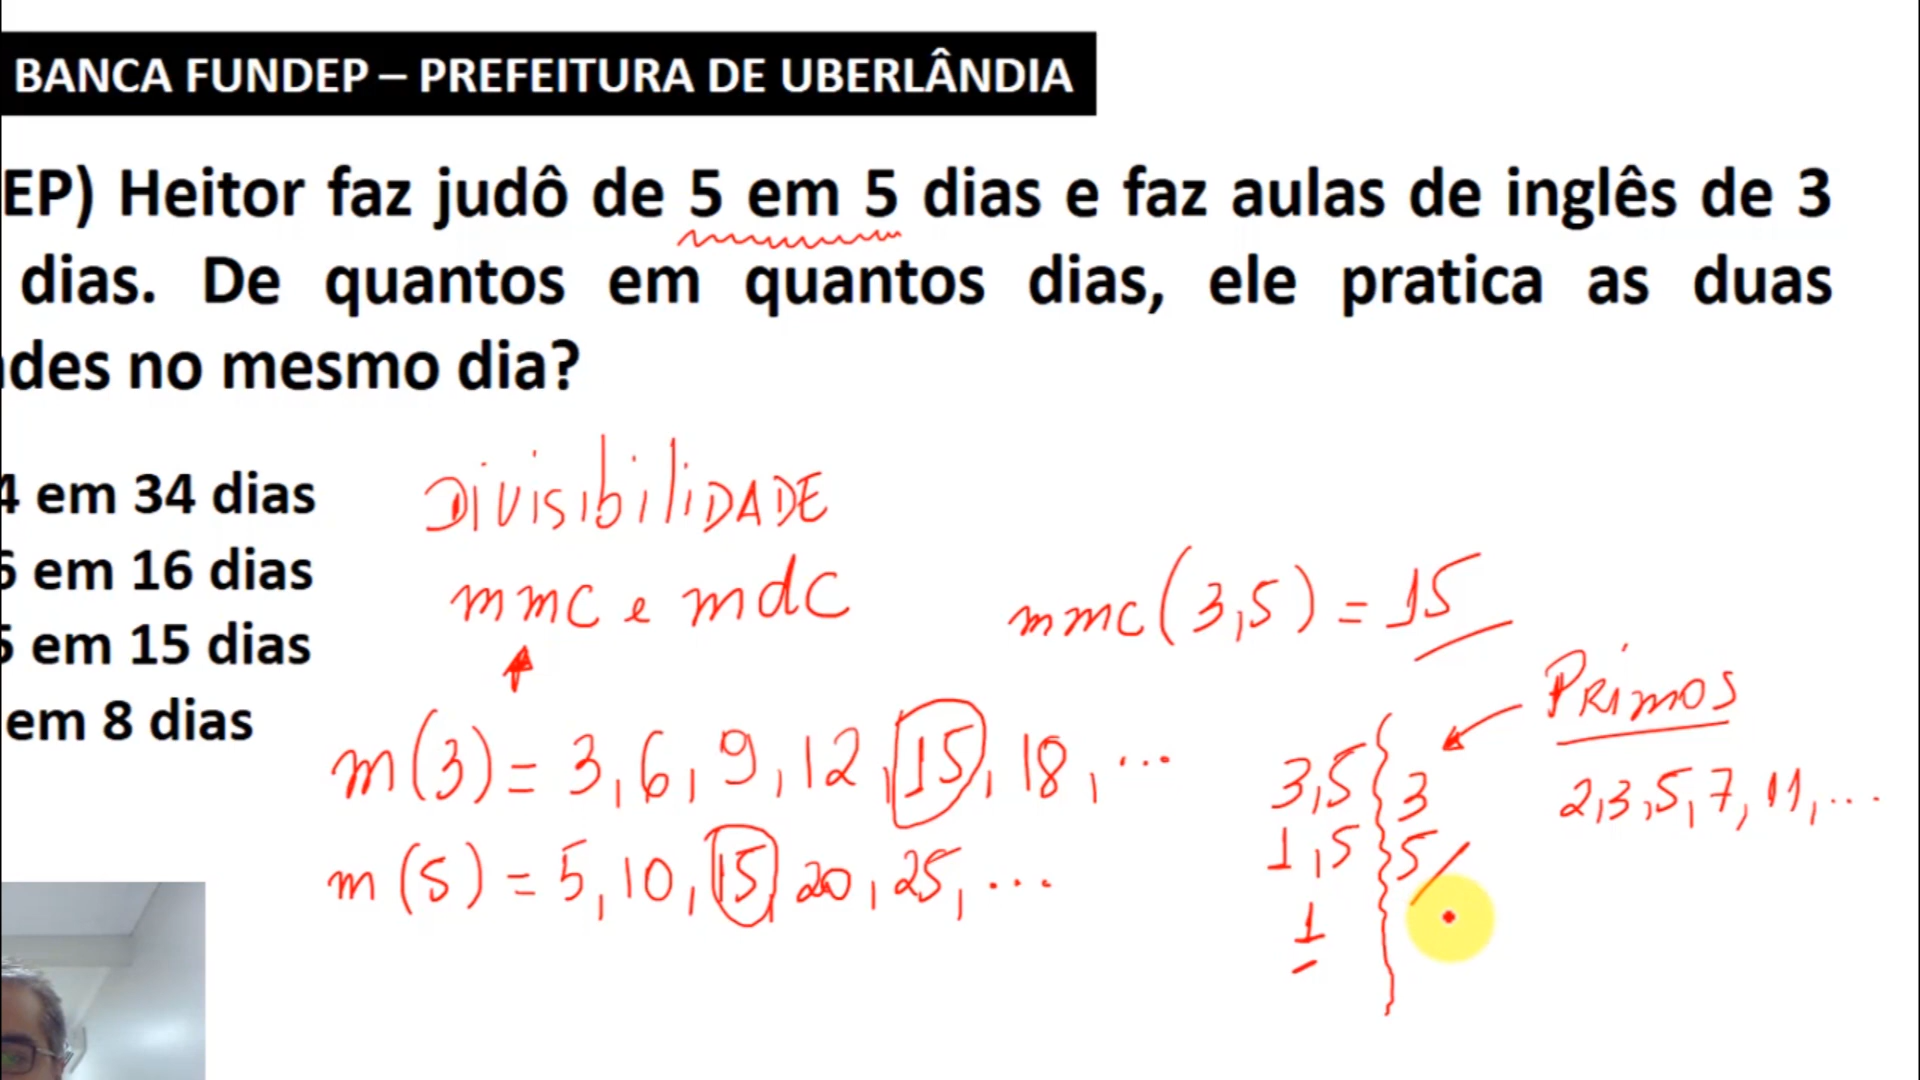 BANCA FUNDEP – PREFEITURA DE UBERLÂNDIA
EP) Heitor faz judô de 5 em 5 dias e faz aulas de inglês de 3
dias. De quantos em quantos dias, ele pratica as duas
des no mesmo dia?
4 em 34 dias
6 em 16 dias
5 em 15 dias
em 8 dias
DIVISIBILIDADE
mmc e mdc
mmc(3,5) = 15
PRIMOS
2,3,5,7,11,...
m(3) = 3,6,9,12,15,18,...
m(5) = 5,10,15,20,25,...
3,5 3
1,5 5
1